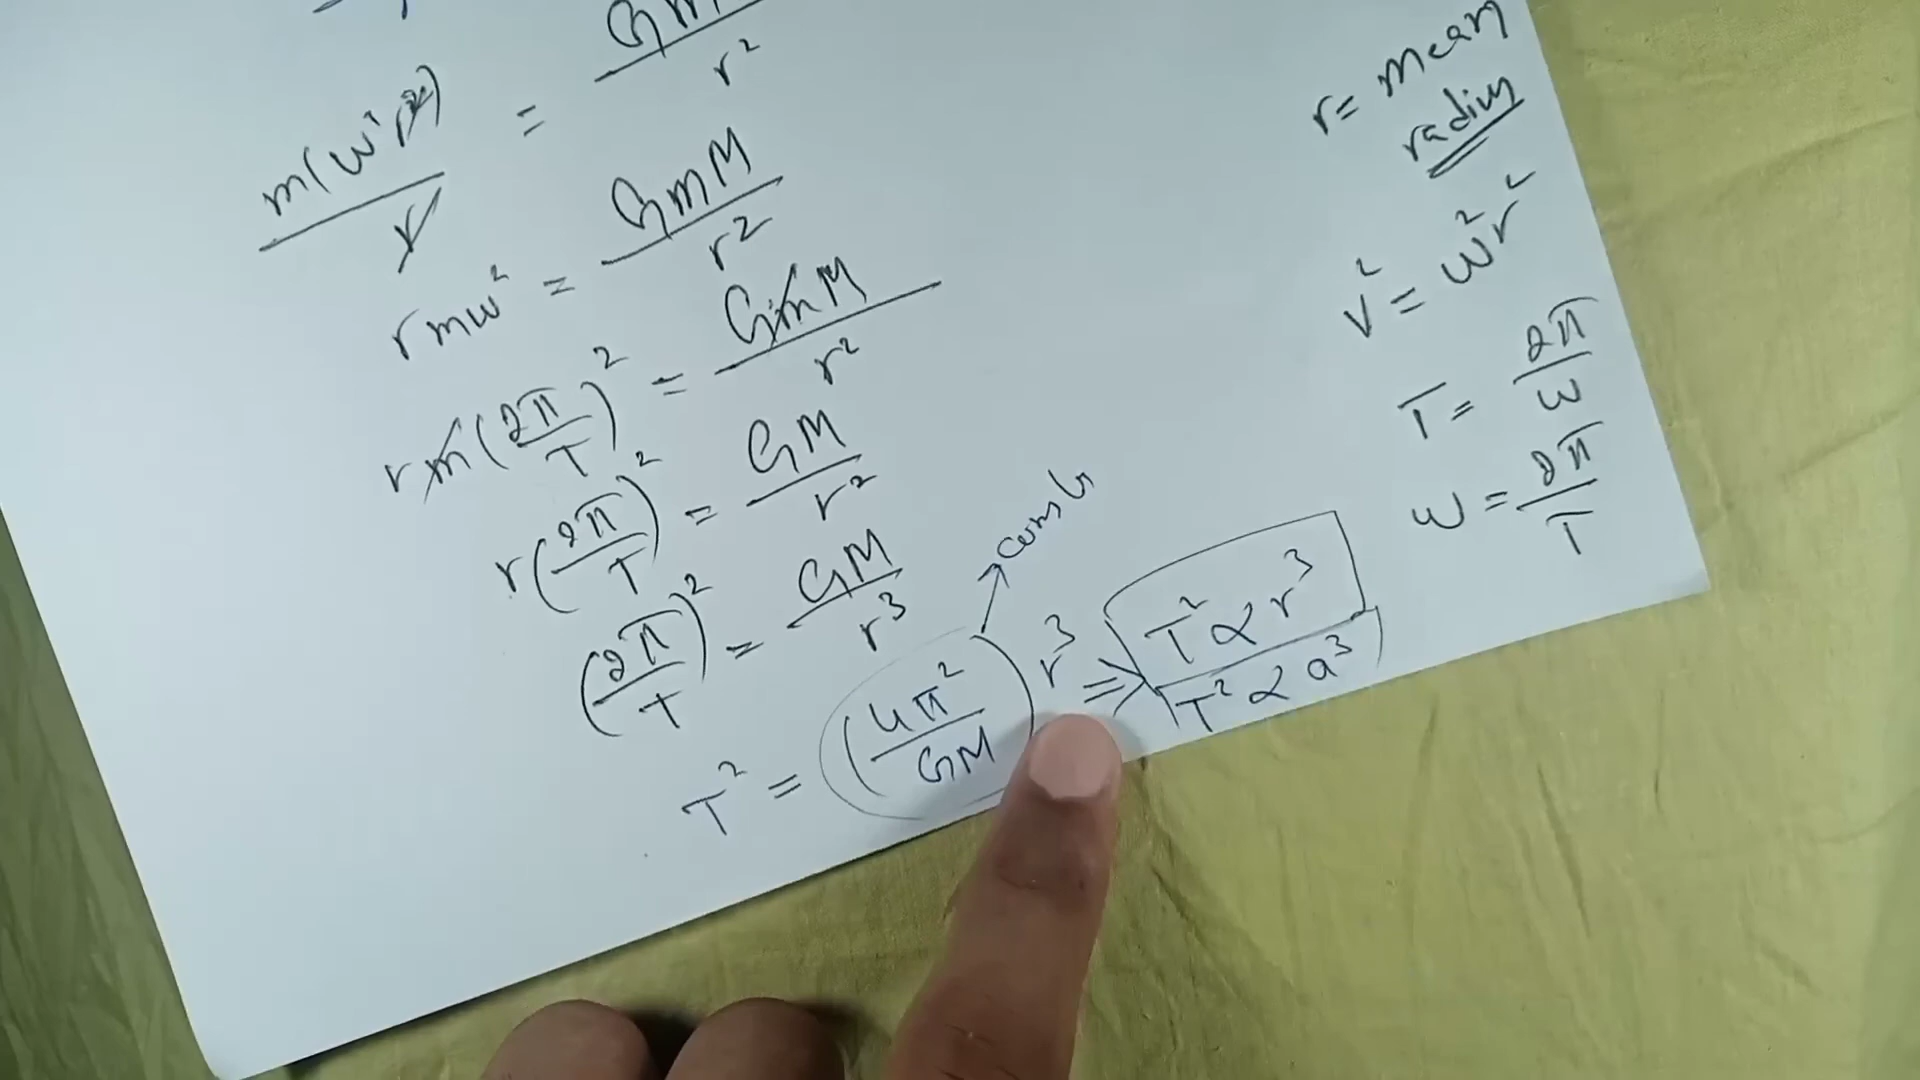 m(ω²r²)/r = GmM/r²
rmω² = GmM/r²
rm(2π/T)² = GmM/r²
r(2π/T)² = GM/r²
(2π/T)² = GM/r³
T² = (4π²/GM) r³ ⇒ T² ∝ r³
T² ∝ a³
r = mean
radius
v² = ω²r²
T = 2π/ω
ω = 2π/T